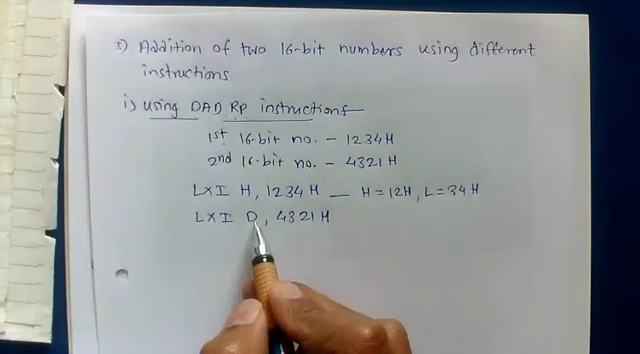 I) Addition of two 16-bit numbers using different
instructions
i) Using DAD RP instructions
1st 16-bit no. - 1234H
2nd 16-bit no. - 4321H
LXI H, 1234H — H=12H, L=34H
LXI D, 4321H